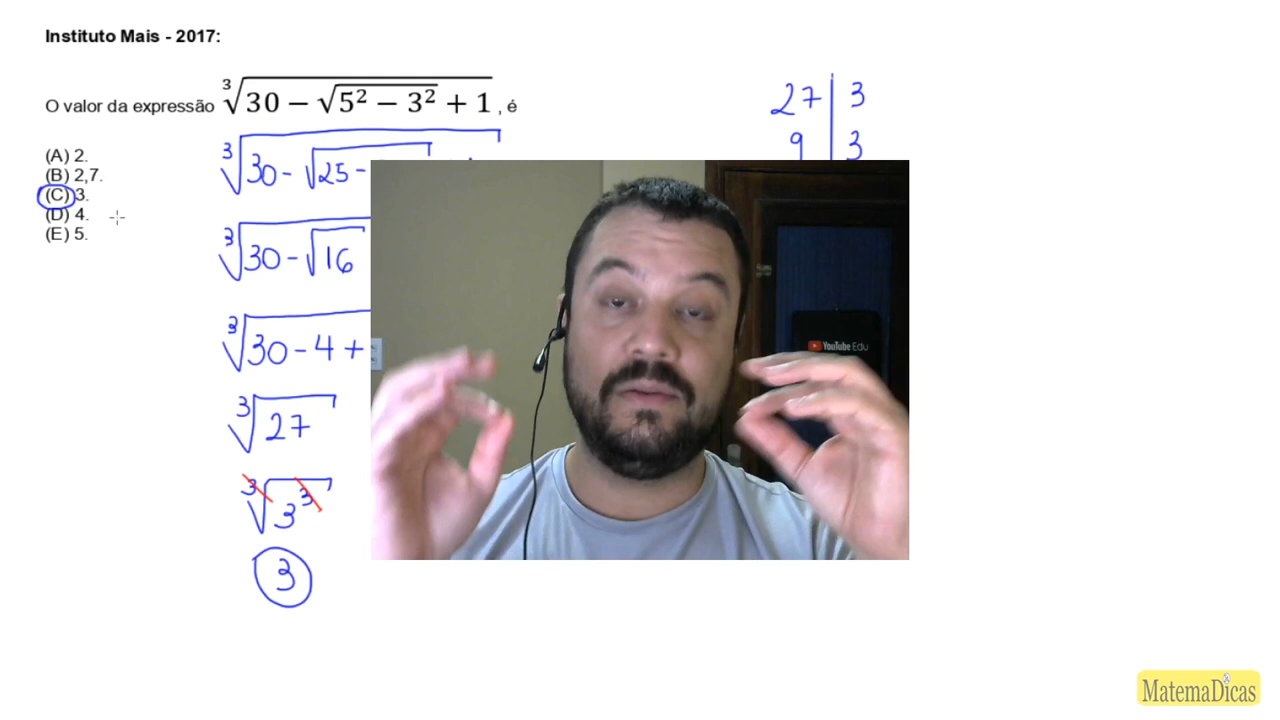 Instituto Mais - 2017:
O valor da expressão ∛(30 − √(5² − 3²) + 1) , é
(A) 2.
(B) 2,7.
(C) 3.
(D) 4.
(E) 5.
∛(30 - √(25 -
∛(30 - √16
∛(30 - 4 +
∛27
∛3³
3
27 | 3
9 | 3
YouTube Edu
MatemaDicas